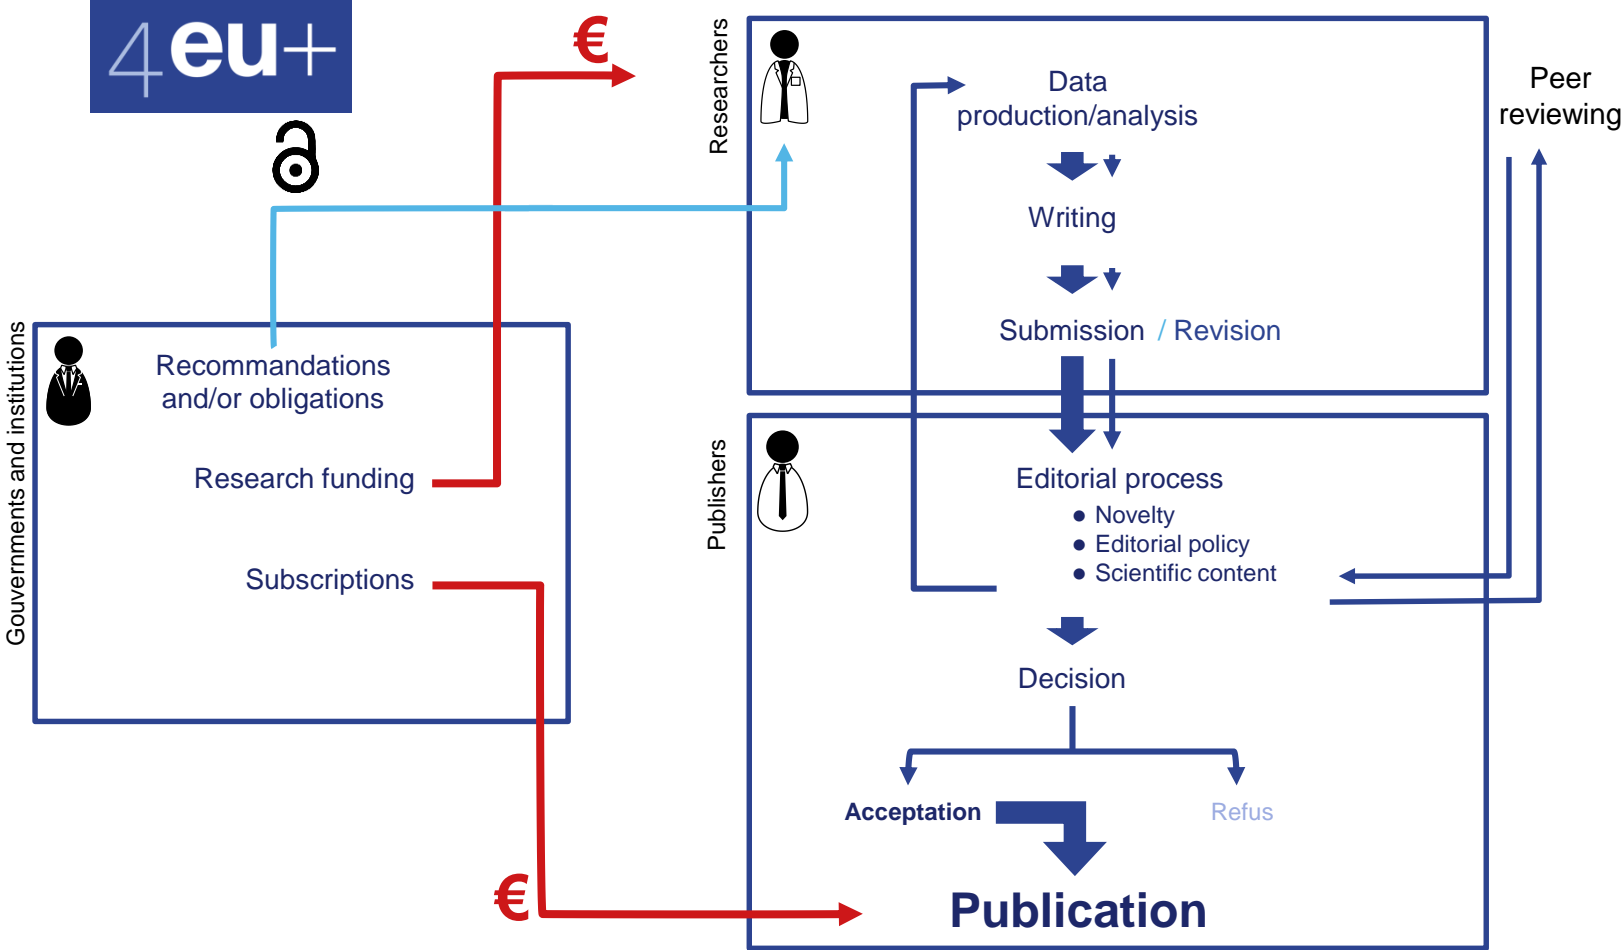 4eu+
€
Researchers
Data
production/analysis
Writing
Submission / Revision
Peer
reviewing
Gouvernments and institutions
Recommandations
and/or obligations
Research funding
Subscriptions
€
Publishers
Editorial process
● Novelty
● Editorial policy
● Scientific content
Decision
Acceptation
Refus
Publication